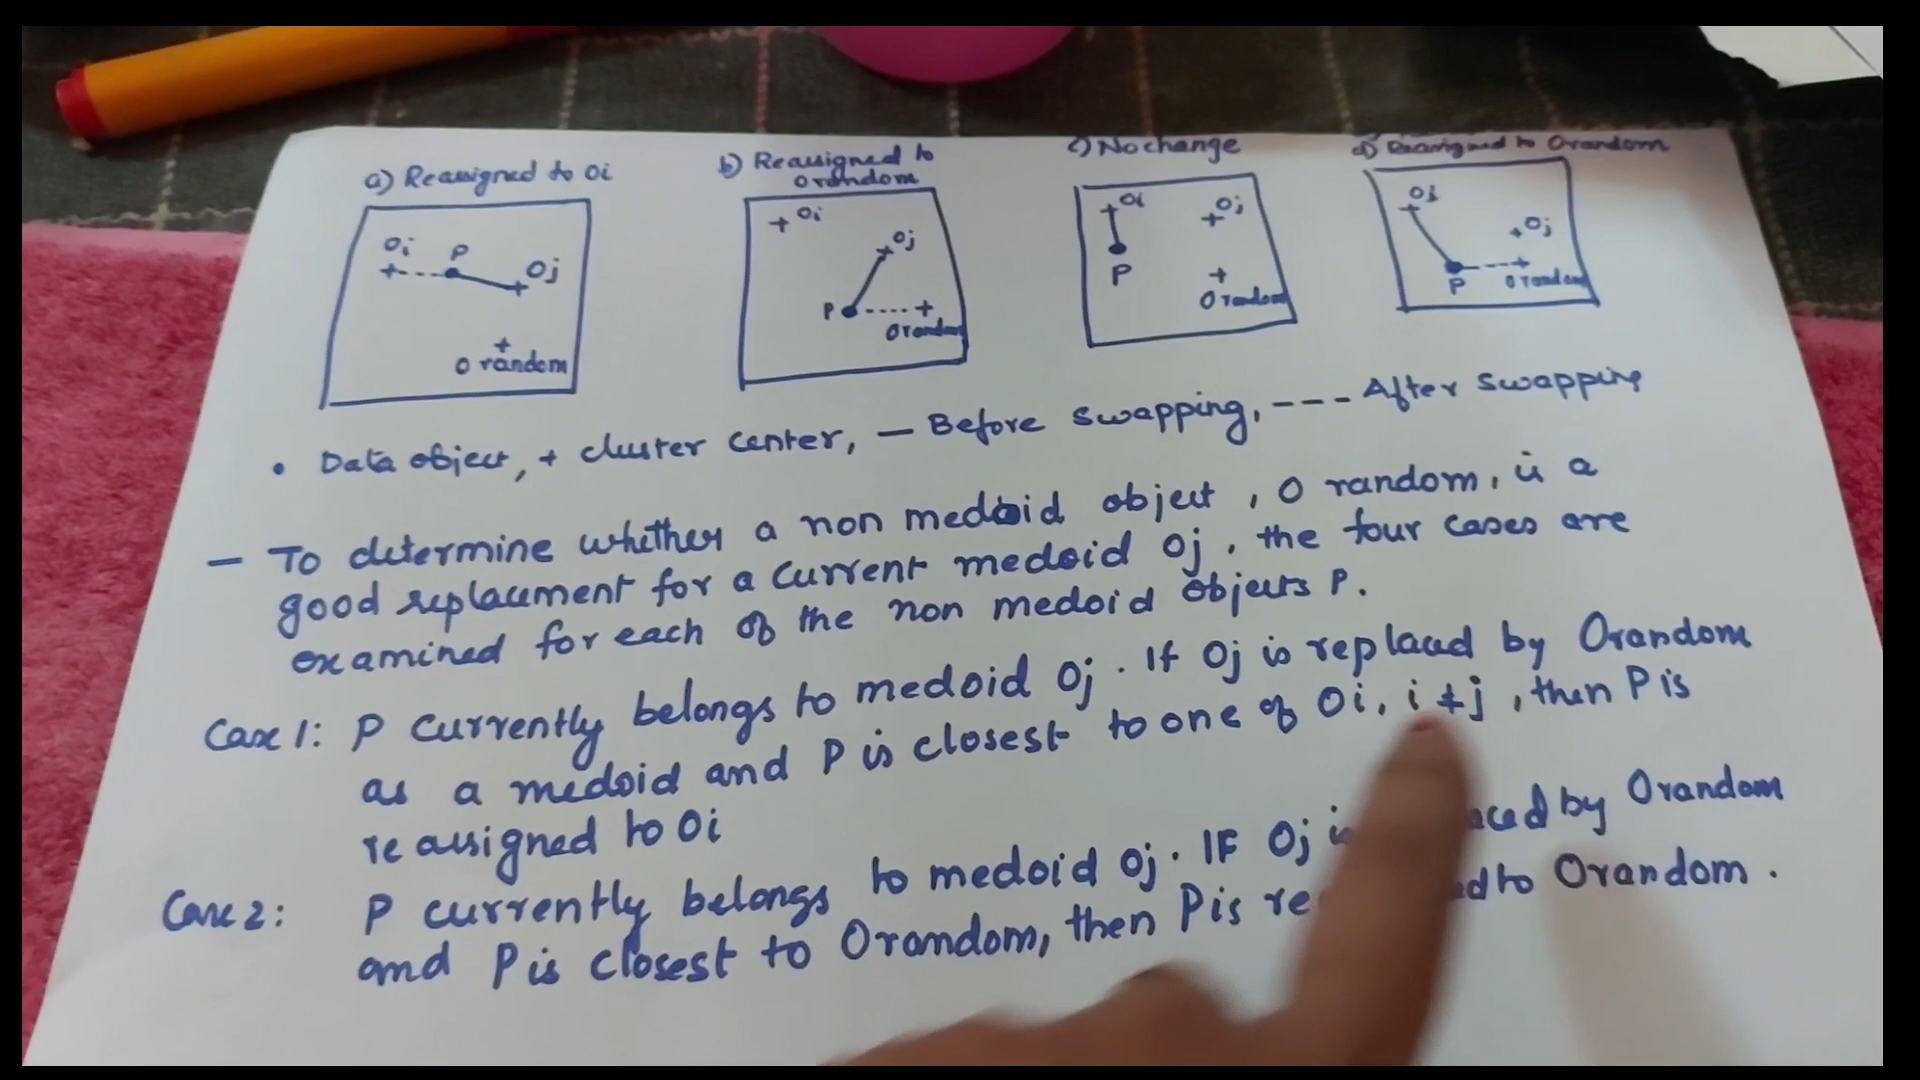 a) Reassigned to Oi
b) Reassigned to
Orandom
c) No change
d) Reassigned to Orandom
Oi
P
Oj
O random
Oi
Oj
P
Orandom
Oi
Oj
P
O random
Oi
Oj
P
O random
• Data object, + cluster center, — Before swapping, --- After swapping
— To determine whether a non medoid object, O random, is a
good replacement for a current medoid Oj, the four cases are
examined for each of the non medoid objects P.
Case 1: P currently belongs to medoid Oj. If Oj is replaced by Orandom
as a medoid and P is closest to one of Oi, i ≠ j, then P is
reassigned to Oi
Case 2: P currently belongs to medoid Oj. IF Oj by Orandom
and P is closest to Orandom, then P is to Orandom.